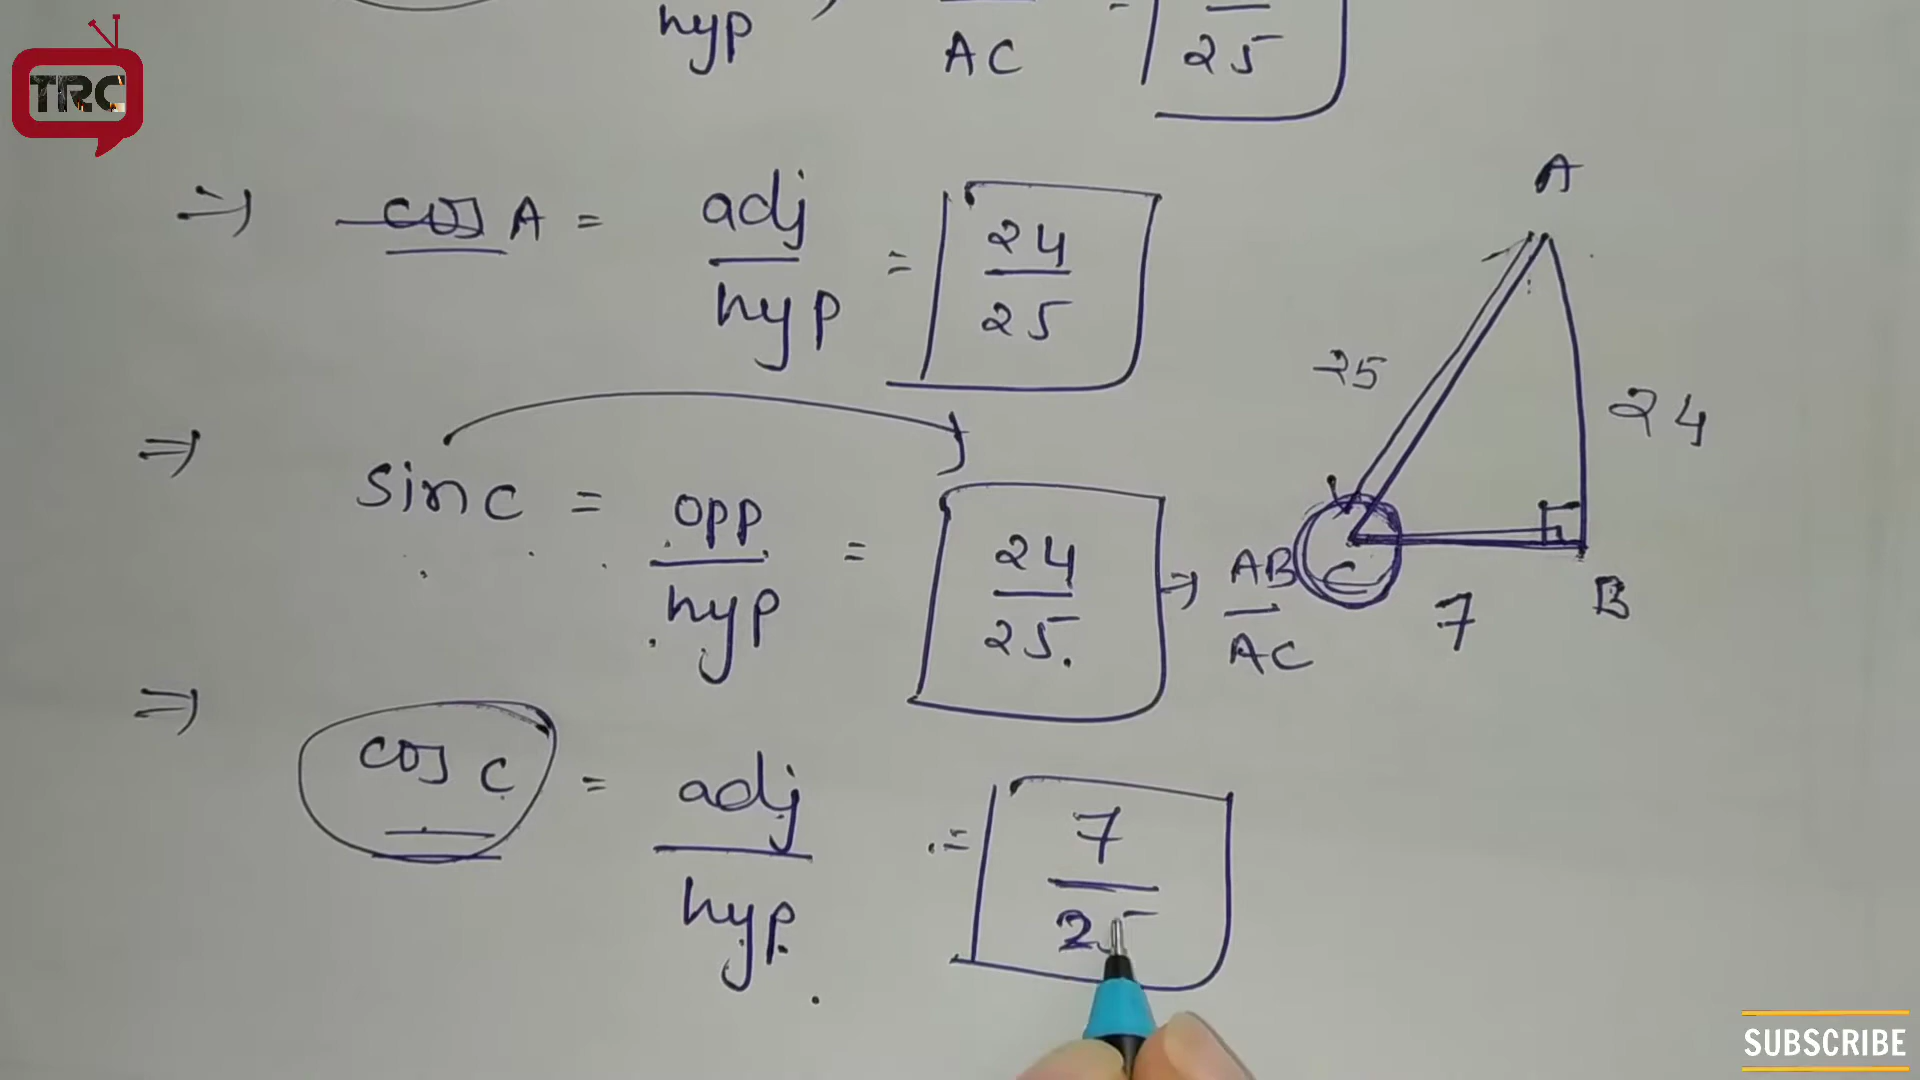 TRC
hyp AC = 25
⇒ cos A = adj/hyp = 24/25
⇒ sin C = opp/hyp = 24/25 ⇒ AB/AC
⇒ cos C = adj/hyp = 7/25
A
25
24
C
7
B
SUBSCRIBE